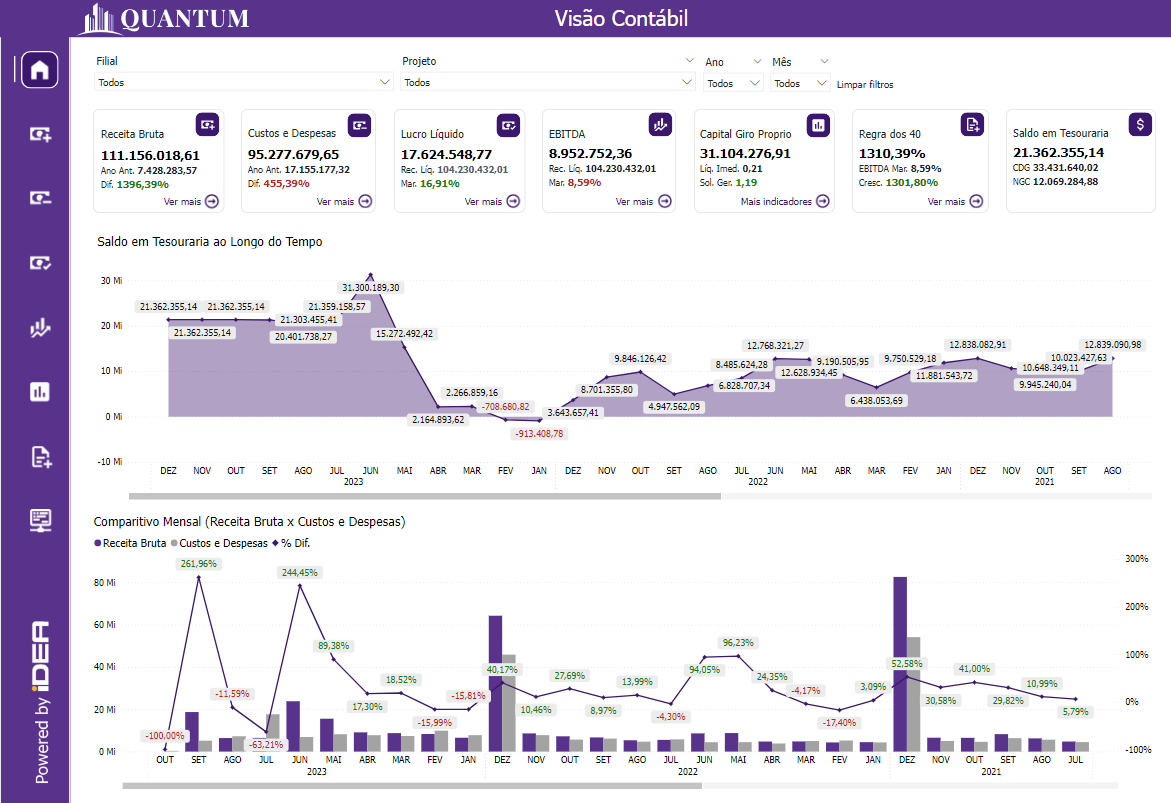 QUANTUM
Visão Contábil
Filial
Projeto
Ano
Mês
Todos
Todos
Todos
Todos
Limpar filtros
Receita Bruta
111.156.018,61
Ano Ant. 7.428.283,57
Dif. 1396,39%
Ver mais
Custos e Despesas
95.277.679,65
Ano Ant. 17.155.177,32
Dif. 455,39%
Ver mais
Lucro Líquido
17.624.548,77
Rec. Líq. 104.230.432,01
Mar. 16,91%
Ver mais
EBITDA
8.952.752,36
Rec. Líq. 104.230.432,01
Mar. 8,59%
Ver mais
Capital Giro Proprio
31.104.276,91
Liq. Imed. 0,21
Sol. Ger. 1,19
Mais indicadores
Regra dos 40
1310,39%
EBITDA Mar. 8,59%
Cresc. 1301,80%
Ver mais
Saldo em Tesouraria
21.362.355,14
CDG 33.431.640,02
NGC 12.069.284,88
Saldo em Tesouraria ao Longo do Tempo
30 Mi
20 Mi
10 Mi
0 Mi
-10 Mi
21.362.355,14
21.362.355,14
21.362.355,14
20.401.738,27
21.303.455,41
21.359.158,57
31.300.189,30
15.272.492,42
2.164.893,62
2.266.859,16
-708.680,82
-913.408,78
3.643.657,41
8.701.355,80
9.846.126,42
4.947.562,09
6.828.707,34
8.485.624,28
12.768.321,27
12.628.934,45
9.190.505,95
6.438.053,69
9.750.529,18
11.881.543,72
12.838.082,91
10.648.349,11
9.945.240,04
10.023.427,63
12.839.090,98
DEZ NOV OUT SET AGO JUL JUN MAI ABR MAR FEV JAN DEZ NOV OUT SET AGO JUL JUN MAI ABR MAR FEV JAN DEZ NOV OUT SET AGO
2023 2022 2021
Comparitivo Mensal (Receita Bruta x Custos e Despesas)
Receita Bruta Custos e Despesas % Dif.
80 Mi
60 Mi
40 Mi
20 Mi
0 Mi
300%
200%
100%
0%
-100%
-100,00%
261,96%
-11,59%
-63,21%
244,45%
89,38%
17,30%
18,52%
-15,99%
-15,81%
40,17%
10,46%
27,69%
8,97%
13,99%
-4,30%
94,05%
96,23%
24,35%
-4,17%
-17,40%
3,09%
52,58%
30,58%
41,00%
29,82%
10,99%
5,79%
OUT SET AGO JUL JUN MAI ABR MAR FEV JAN DEZ NOV OUT SET AGO JUL JUN MAI ABR MAR FEV JAN DEZ NOV OUT SET AGO JUL
2023 2022 2021
Powered by iDEA